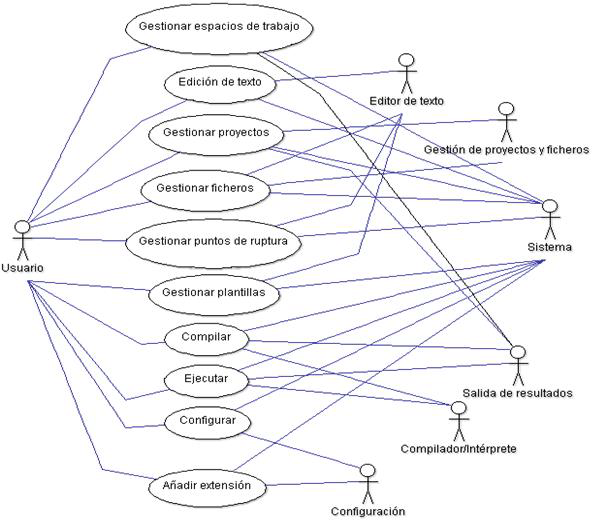 Gestionar espacios de trabajo
Edición de texto
Editor de texto
Gestionar proyectos
Gestión de proyectos y ficheros
Gestionar ficheros
Gestionar puntos de ruptura
Sistema
Usuario
Gestionar plantillas
Compilar
Ejecutar
Salida de resultados
Configurar
Compilador/Intérprete
Añadir extensión
Configuración